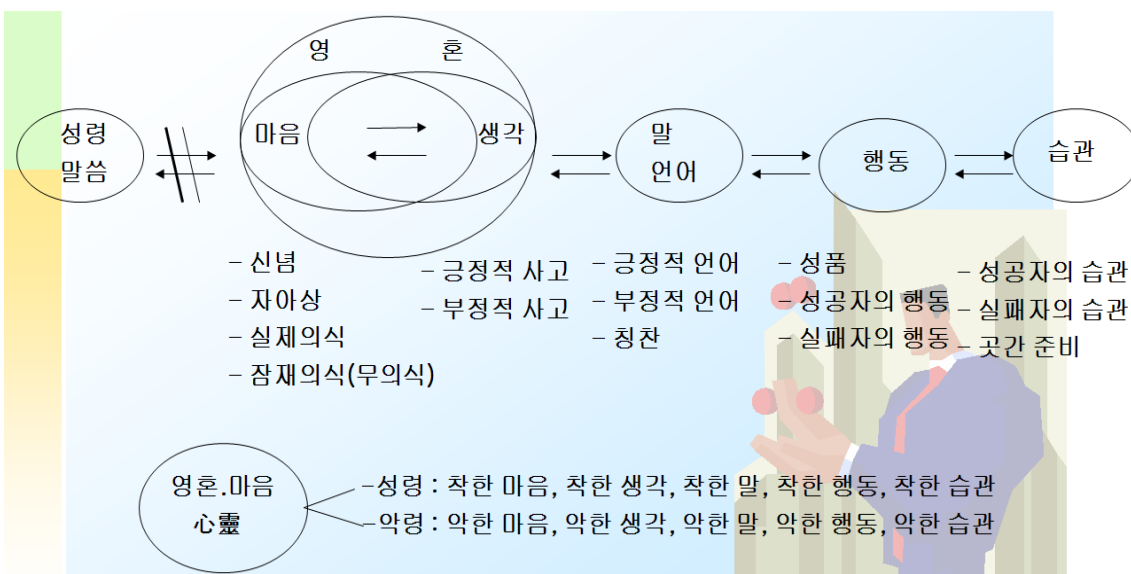 성령
말씀
영 혼
마음
생각
말
언어
행동
습관
– 신념
– 자아상
– 실재의식
– 잠재의식(무의식)
– 긍정적 사고
– 부정적 사고
– 긍정적 언어
– 부정적 언어
– 칭찬
– 성품
– 성공자의 행동
– 실패자의 행동
– 성공자의 습관
– 실패자의 습관
– 곳간 준비
영혼.마음
心靈
–성령 : 착한 마음, 착한 생각, 착한 말, 착한 행동, 착한 습관
–악령 : 악한 마음, 악한 생각, 악한 말, 악한 행동, 악한 습관